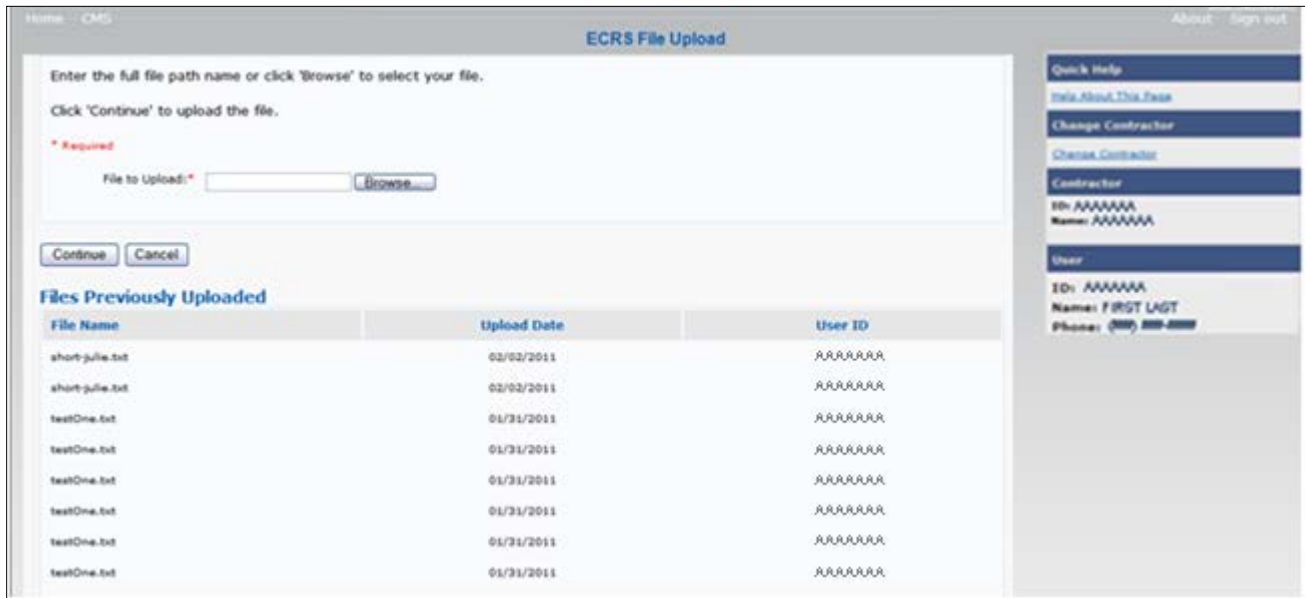 Home CMS
About Sign out
ECRS File Upload
Enter the full file path name or click 'Browse' to select your file.
Click 'Continue' to upload the file.
* Required
File to Upload:* Browse...
Continue Cancel
Files Previously Uploaded
File Name Upload Date User ID
short-julie.txt 02/02/2011 AAAAAAA
short-julie.txt 02/02/2011 AAAAAAA
testOne.txt 01/31/2011 AAAAAAA
testOne.txt 01/31/2011 AAAAAAA
testOne.txt 01/31/2011 AAAAAAA
testOne.txt 01/31/2011 AAAAAAA
testOne.txt 01/31/2011 AAAAAAA
testOne.txt 01/31/2011 AAAAAAA
Quick Help
Help About This Page
Change Contractor
Change Contractor
Contractor
ID: AAAAAAA
Name: AAAAAAA
User
ID: AAAAAAA
Name: FIRST LAST
Phone: (###) ###-####